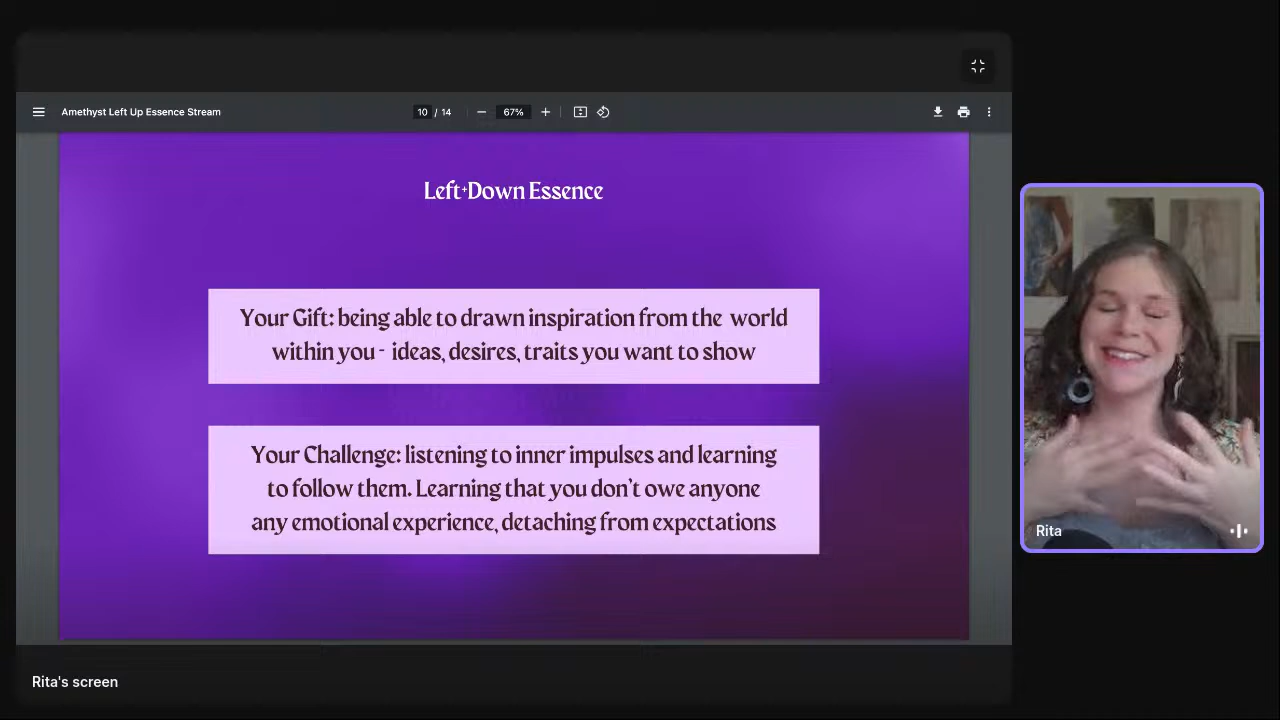 Amethyst Left Up Essence Stream
10 / 14
67%
Left+Down Essence
Your Gift: being able to drawn inspiration from the world
within you - ideas, desires, traits you want to show
Your Challenge: listening to inner impulses and learning
to follow them. Learning that you don't owe anyone
any emotional experience, detaching from expectations
Rita
Rita's screen